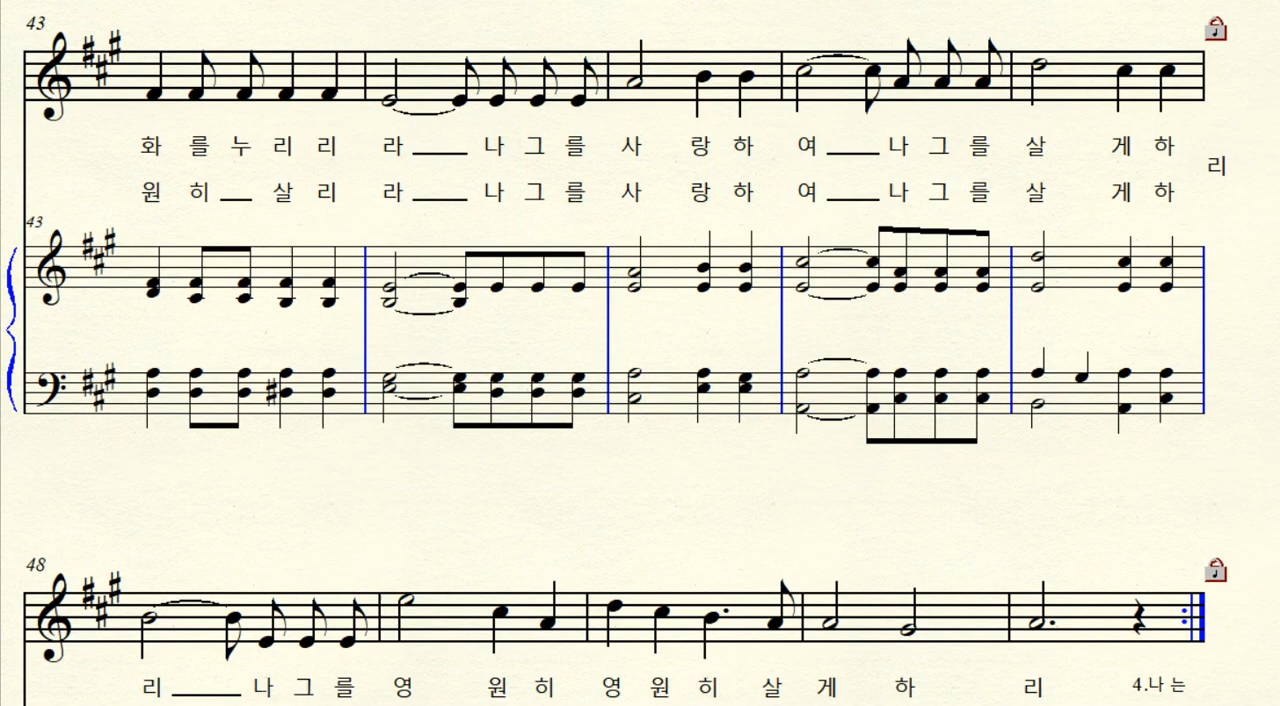 43
화 를 누 리 리 라 나 그 를 사 랑 하 여 나 그 를 살 게 하
리
원 히 살 리 라 나 그 를 사 랑 하 여 나 그 를 살 게 하
43
48
리 나 그 를 영 원 히 영 원 히 살 게 하 리 4.나 는